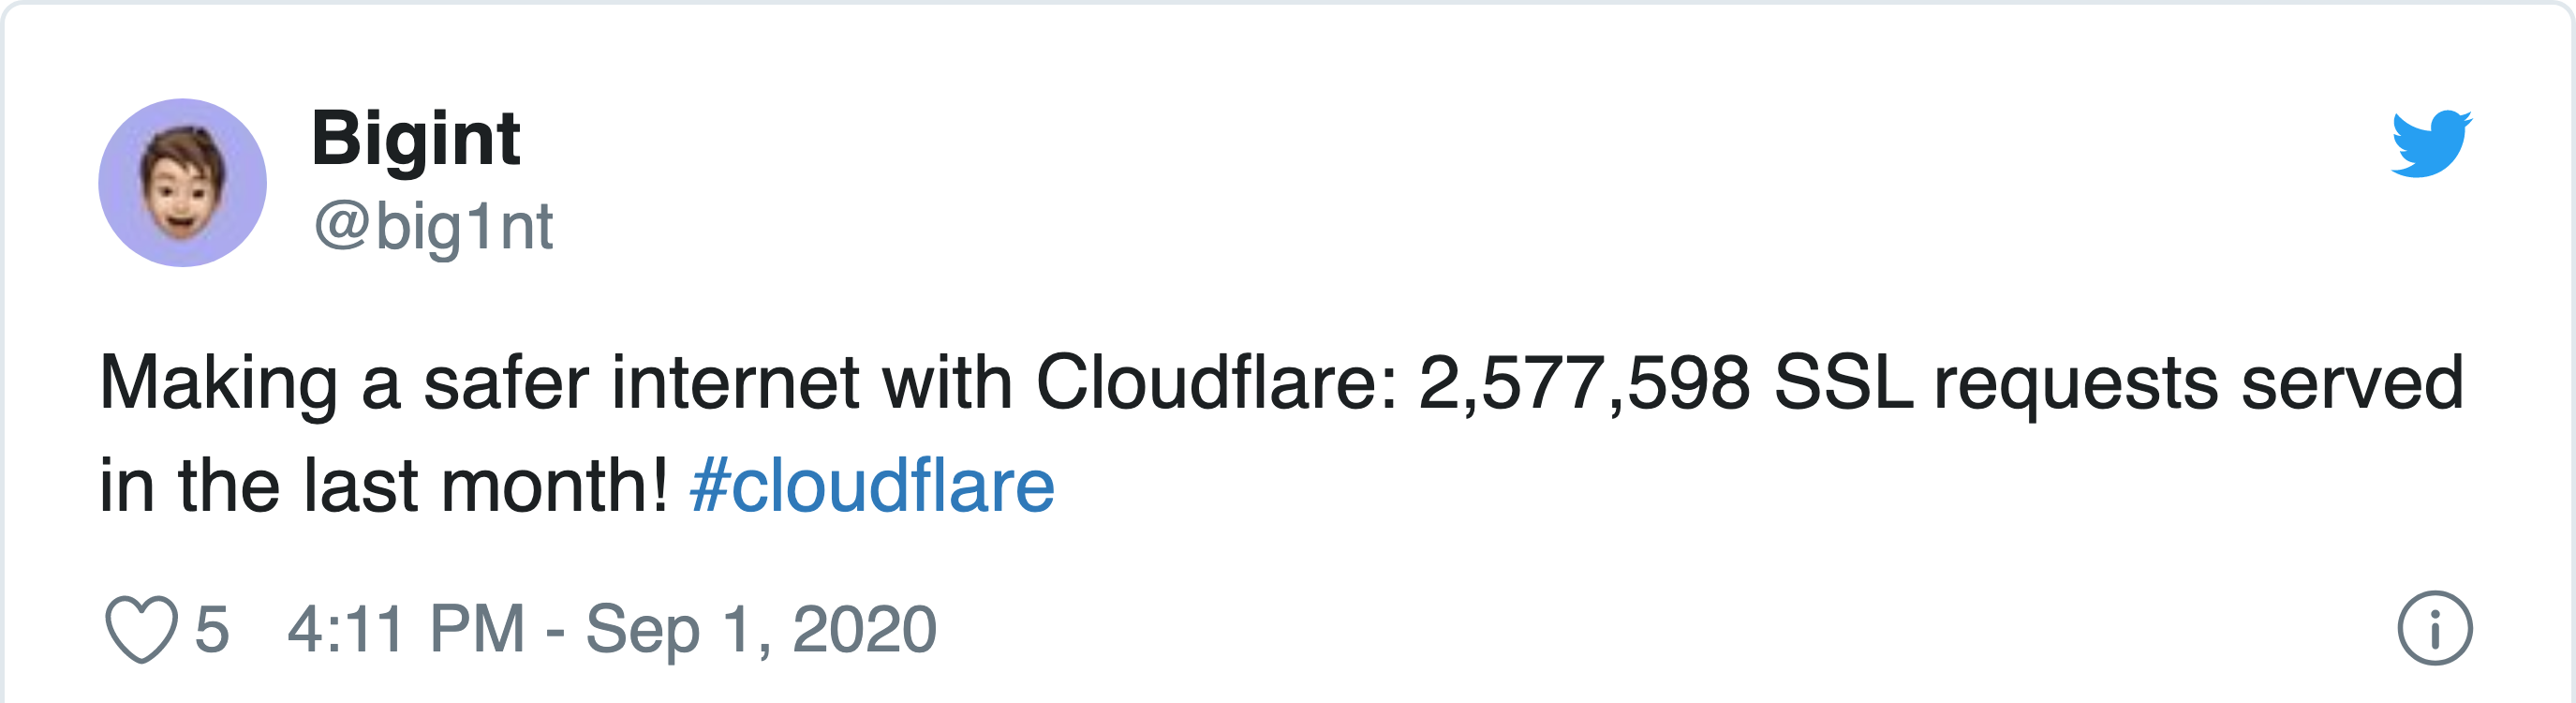 Bigint
@big1nt
Making a safer internet with Cloudflare: 2,577,598 SSL requests served
in the last month! #cloudflare
5 4:11 PM - Sep 1, 2020